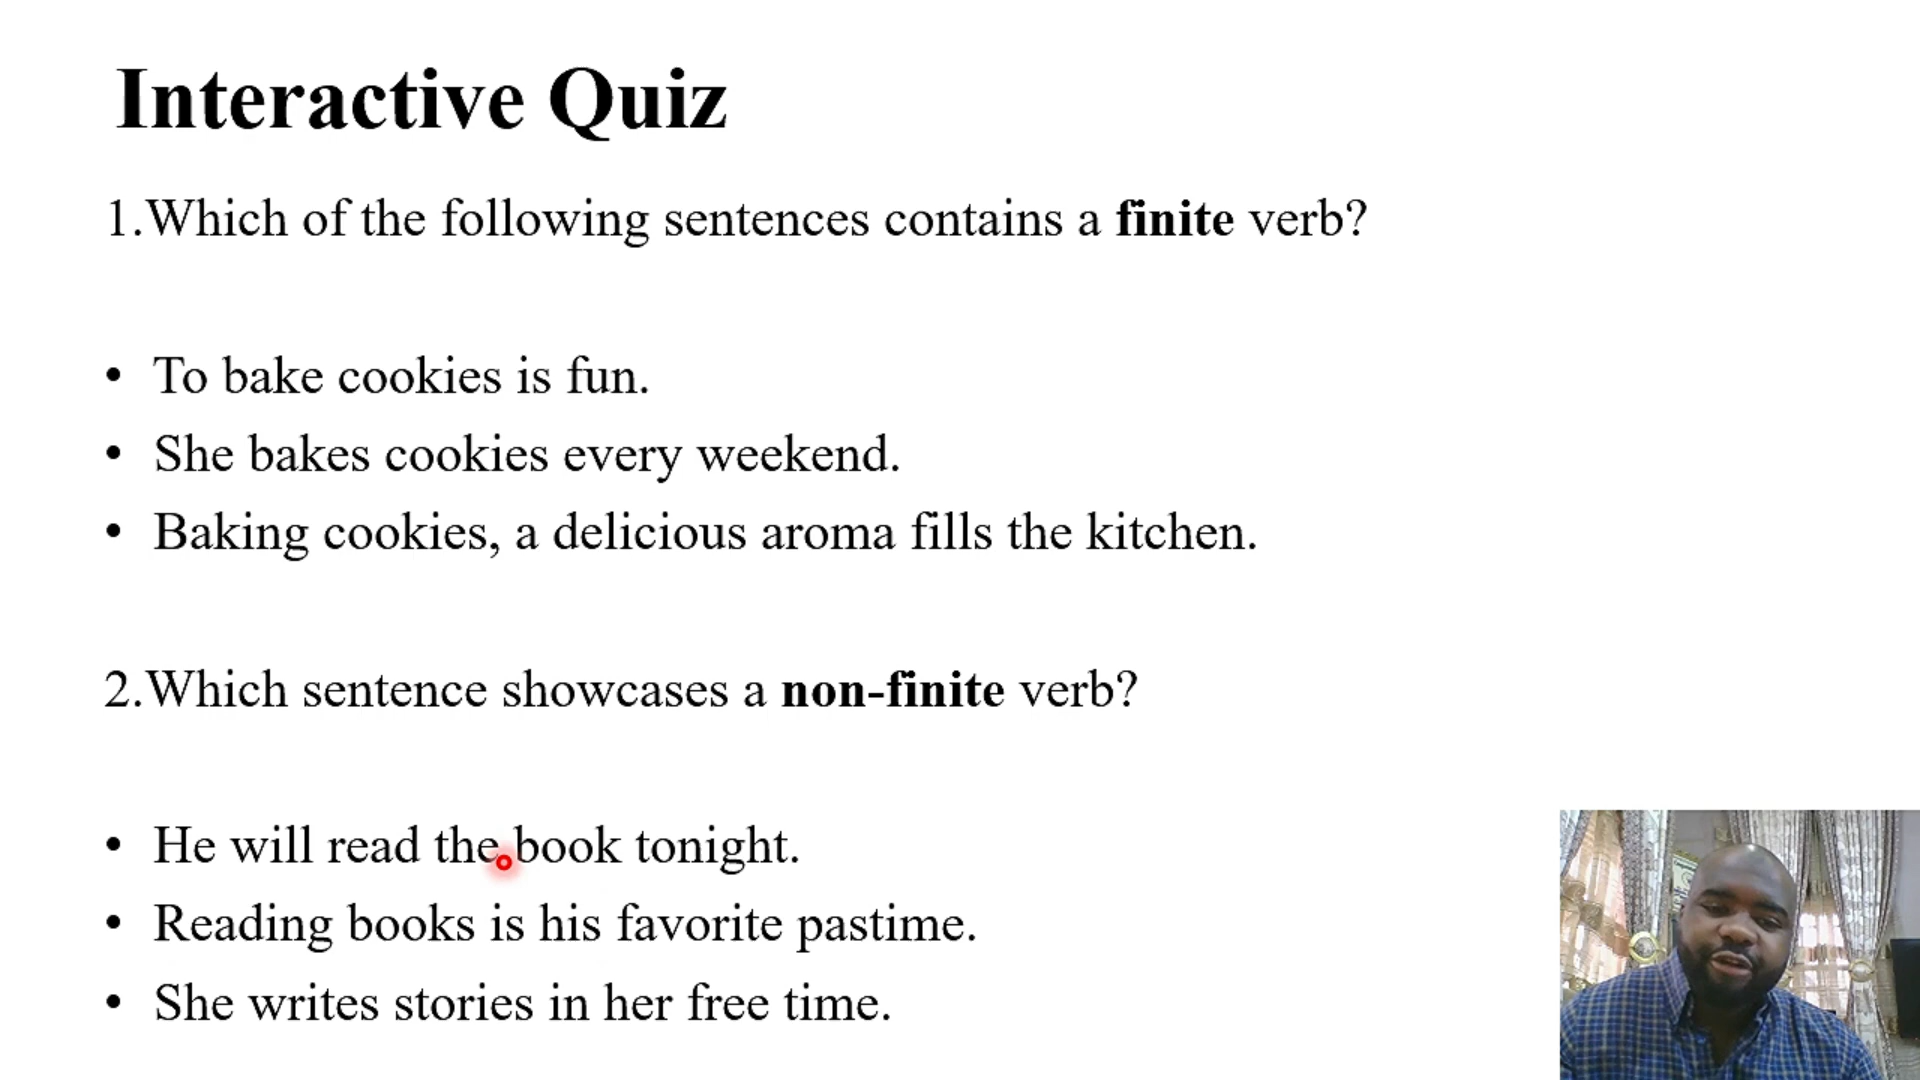 Interactive Quiz
1.Which of the following sentences contains a finite verb?
• To bake cookies is fun.
• She bakes cookies every weekend.
• Baking cookies, a delicious aroma fills the kitchen.
2.Which sentence showcases a non-finite verb?
• He will read the book tonight.
• Reading books is his favorite pastime.
• She writes stories in her free time.